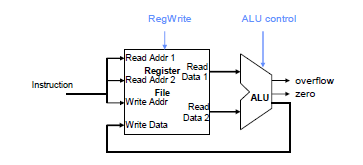 RegWrite
ALU control
Instruction
Read Addr 1
Read Addr 2
Write Addr
Write Data
Register
File
Read
Data 1
Read
Data 2
ALU
overflow
zero